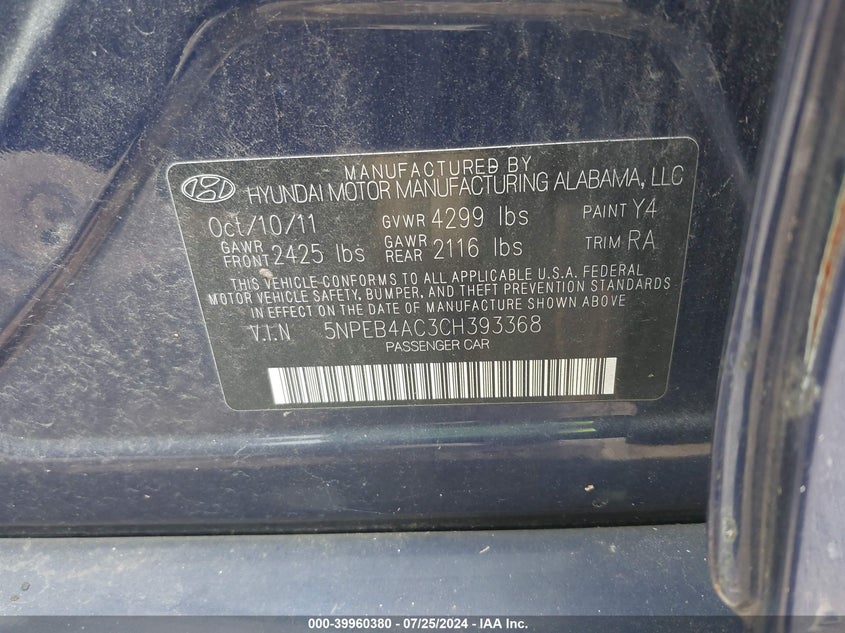 MANUFACTURED BY
HYUNDAI MOTOR MANUFACTURING ALABAMA, LLC
Oct/10/11 GVWR 4299 lbs PAINT Y4
GAWR FRONT 2425 lbs GAWR REAR 2116 lbs TRIM RA
THIS VEHICLE CONFORMS TO ALL APPLICABLE U.S.A. FEDERAL
MOTOR VEHICLE SAFETY, BUMPER, AND THEFT PREVENTION STANDARDS
IN EFFECT ON THE DATE OF MANUFACTURE SHOWN ABOVE
V.I.N 5NPEB4AC3CH393368
PASSENGER CAR
000-39960380 - 07/25/2024 - IAA Inc.